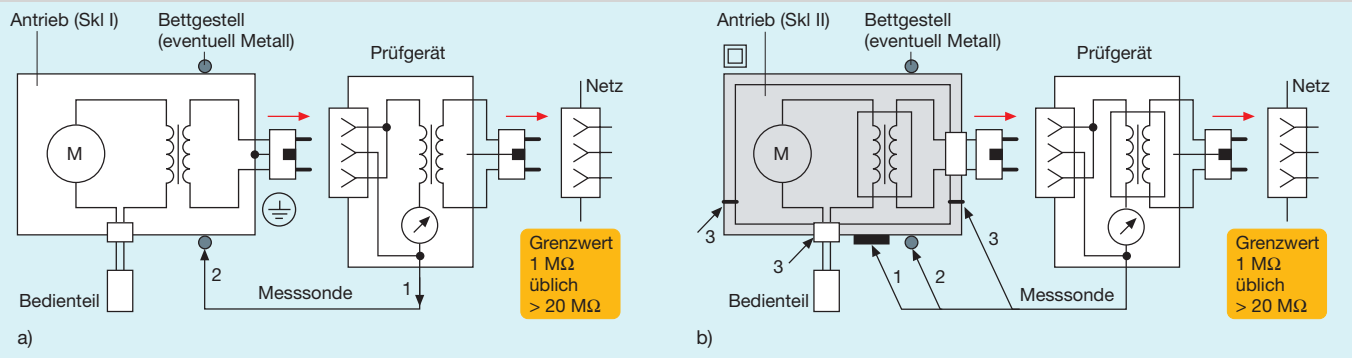 Antrieb (Skl I)
Bettgestell
(eventuell Metall)
Prüfgerät
Netz
M
2
1
Messsonde
Bedienteil
Grenzwert
1 MΩ
üblich
> 20 MΩ
a)
Antrieb (Skl II)
Bettgestell
(eventuell Metall)
Prüfgerät
Netz
M
3
3
1
2
3
Messsonde
Bedienteil
Grenzwert
1 MΩ
üblich
> 20 MΩ
b)